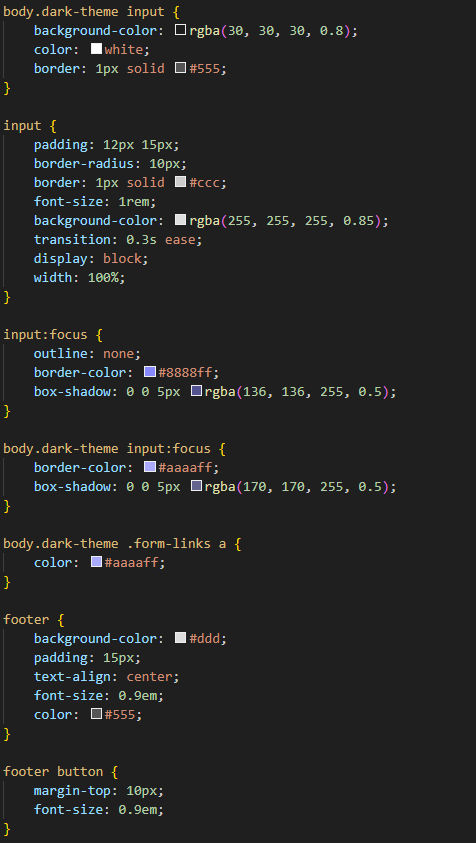 body.dark-theme input {
    background-color: rgba(30, 30, 30, 0.8);
    color: white;
    border: 1px solid #555;
}

input {
    padding: 12px 15px;
    border-radius: 10px;
    border: 1px solid #ccc;
    font-size: 1rem;
    background-color: rgba(255, 255, 255, 0.85);
    transition: 0.3s ease;
    display: block;
    width: 100%;
}

input:focus {
    outline: none;
    border-color: #8888ff;
    box-shadow: 0 0 5px rgba(136, 136, 255, 0.5);
}

body.dark-theme input:focus {
    border-color: #aaaaff;
    box-shadow: 0 0 5px rgba(170, 170, 255, 0.5);
}

body.dark-theme .form-links a {
    color: #aaaaff;
}

footer {
    background-color: #ddd;
    padding: 15px;
    text-align: center;
    font-size: 0.9em;
    color: #555;
}

footer button {
    margin-top: 10px;
    font-size: 0.9em;
}